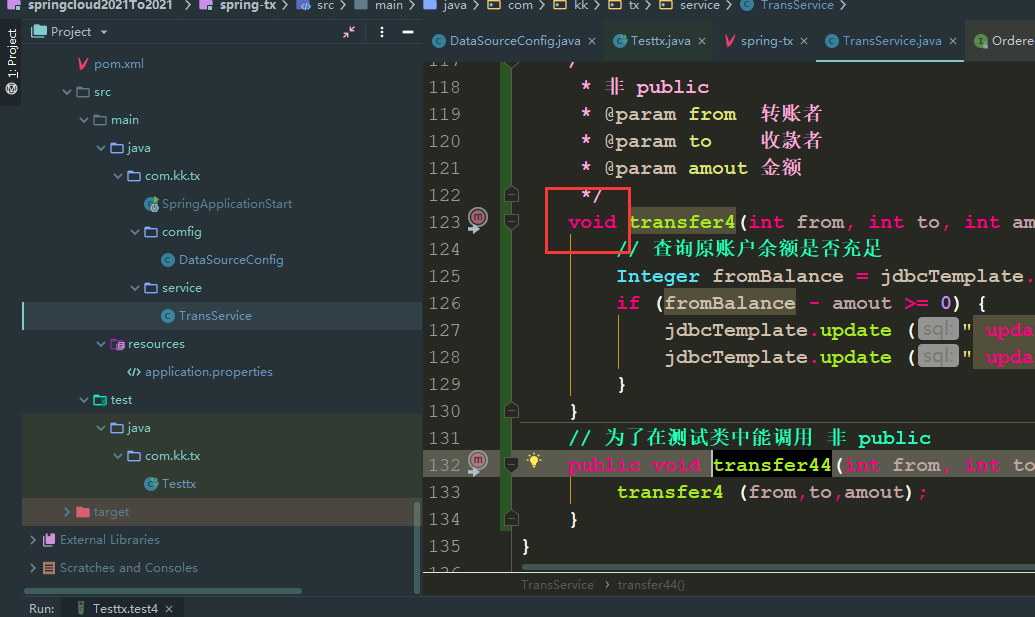 springcloud2021To2021 > spring-tx > src > main > java > com > kk > tx > service > TransService >
1: Project
Project
DataSourceConfig.java × Testtx.java × spring-tx × TransService.java × Ordere
pom.xml
src
main
java
com.kk.tx
SpringApplicationStart
comfig
DataSourceConfig
service
TransService
resources
application.properties
test
java
com.kk.tx
Testtx
target
External Libraries
Scratches and Consoles
118 * 非 public
119 * @param from 转账者
120 * @param to 收款者
121 * @param amout 金额
122 */
123 void transfer4(int from, int to, int am
124 // 查询原账户余额是否充足
125 Integer fromBalance = jdbcTemplate.
126 if (fromBalance - amout >= 0) {
127 jdbcTemplate.update (sql: " upda
128 jdbcTemplate.update (sql: " upda
129 }
130 }
131 // 为了在测试类中能调用 非 public
132 public void transfer44(int from, int to
133 transfer4 (from,to,amout);
134 }
135 }
TransService > transfer44()
Run: Testtx.test4 ×